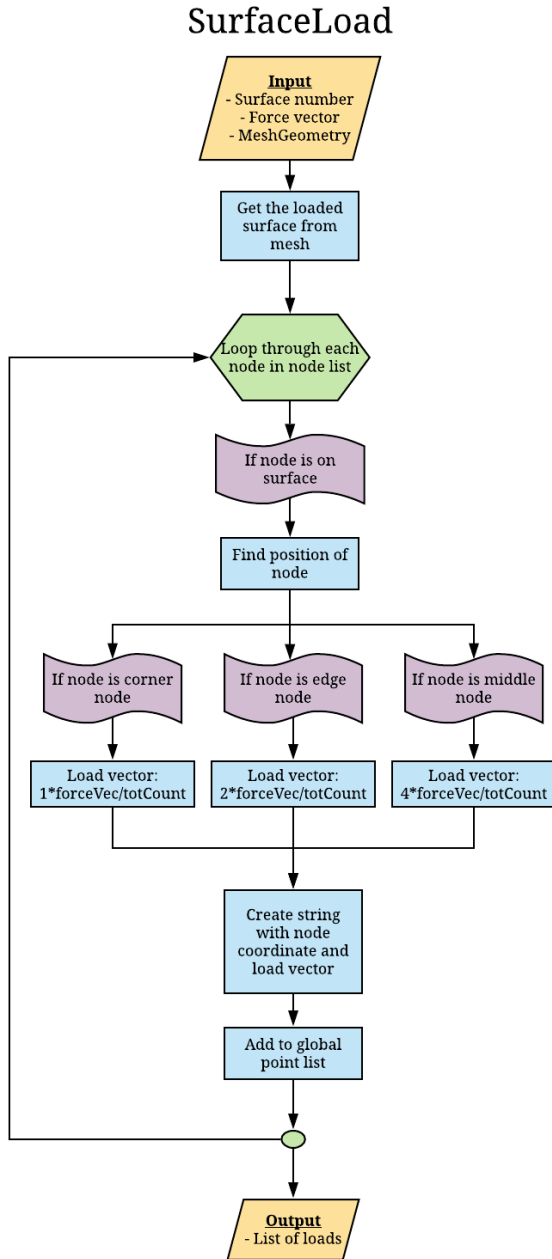 SurfaceLoad
Input
- Surface number
- Force vector
- MeshGeometry
Get the loaded
surface from
mesh
Loop through each
node in node list
If node is on
surface
Find position of
node
If node is corner
node
If node is edge
node
If node is middle
node
Load vector:
1*forceVec/totCount
Load vector:
2*forceVec/totCount
Load vector:
4*forceVec/totCount
Create string
with node
coordinate and
load vector
Add to global
point list
Output
- List of loads